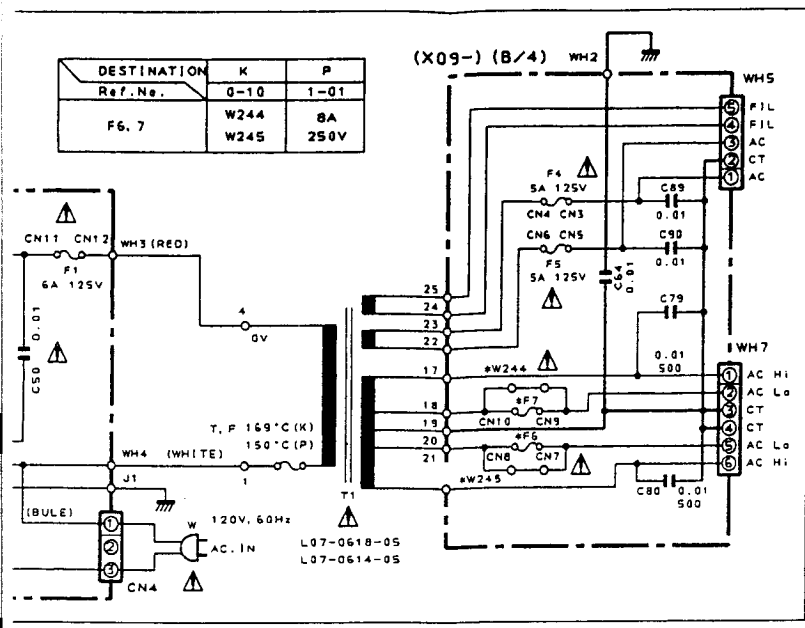 (X09-) (B/4) WH2
DESTINATION K P
Ref.No. 0-10 1-01
F6, 7 W244 8A
W245 250V
WH5
5 FIL
4 FIL
3 AC
2 CT
1 AC
F4
5A 125V
CN4 CN3
C89
0.01
CN6 CN5
F5
5A 125V
C90
0.01
C64
0.01
C79
0.01
500
CN11 CN12 WH3 (RED)
F1
6A 125V
C50 0.01
4
0V
25
24
23
22
17
18
19
20
21
*W244
*F7
CN10 CN9
*F6
CN8 CN7
*W245
C80 0.01
500
WH7
1 AC Hi
2 AC Lo
3 CT
4 CT
5 AC Lo
6 AC Hi
T, F 169°C(K)
150°C(P)
WH4 (WHITE)
1
J1
T1
(BULE)
1
2
3
CN4
120V, 60Hz
W
AC. IN
L07-0618-05
L07-0614-05